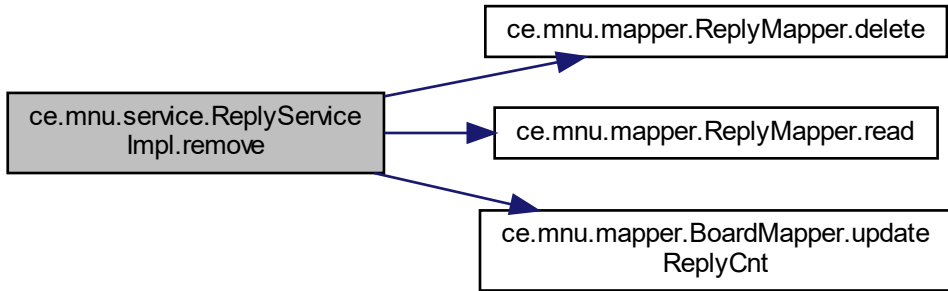 ce.mnu.service.ReplyService
Impl.remove
ce.mnu.mapper.ReplyMapper.delete
ce.mnu.mapper.ReplyMapper.read
ce.mnu.mapper.BoardMapper.update
ReplyCnt